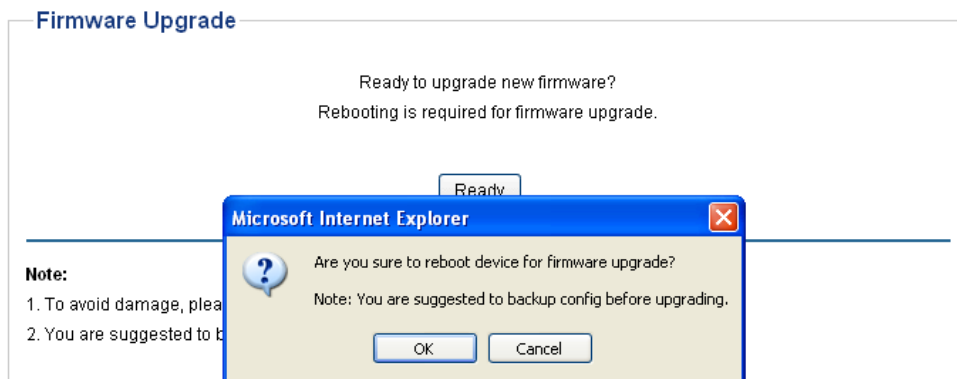 Firmware Upgrade
Ready to upgrade new firmware?
Rebooting is required for firmware upgrade.
Ready
Microsoft Internet Explorer
Are you sure to reboot device for firmware upgrade?
Note: You are suggested to backup config before upgrading.
OK Cancel
Note:
1. To avoid damage, plea
2. You are suggested to b